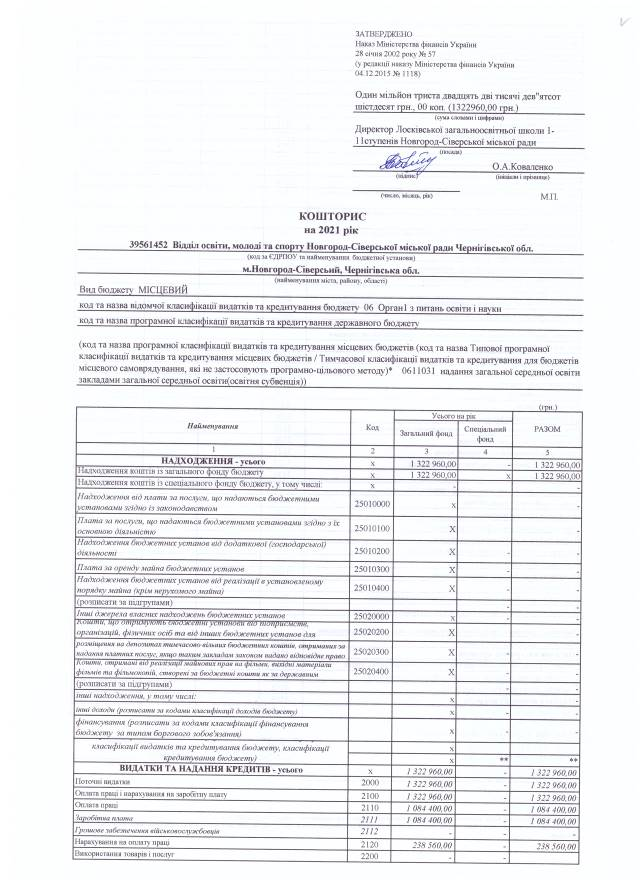 ЗАТВЕРДЖЕНО
Наказ Міністерства фінансів України
28 січня 2002 року № 57
(у редакції наказу Міністерства фінансів України
04.12.2015 № 1118)
Один мільйон триста двадцять дві тисячі дев"ятсот
шістдесят грн., 00 коп. (1322960,00 грн.)
(сума словами і цифрами)
Директор Лосківської загальноосвітньої школи 1-
11ступенів Новгород-Сіверської міської ради
(посада)
О.А.Коваленко
(підпис) (ініціали і прізвище)
(число, місяць, рік) М.П.
КОШТОРИС
на 2021 рік
39561452 Відділ освіти, молоді та спорту Новгород-Сіверської міської ради Чернігівської обл.
(код за ЄДРПОУ та найменування бюджетної установи)
м.Новгород-Сіверсьий, Чернігівська обл.
(найменування міста, району, області)
Вид бюджету МІСЦЕВИЙ
код та назва відомчої класифікації видатків та кредитування бюджету 06 Орган1 з питань освіти і науки
код та назва програмної класифікації видатків та кредитування державного бюджету
(код та назва програмної класифікації видатків та кредитування місцевих бюджетів (код та назва Типової програмної
класифікації видатків та кредитування місцевих бюджетів / Тимчасової класифікації видатків та кредитування для бюджетів
місцевого самоврядування, які не застосовують програмно-цільового методу)* 0611031 надання загальної середньої освіти
закладами загальної середньої освіти(освітня субвенція))
(грн.)
Найменування Код Усього на рік РАЗОМ
Загальний фонд Спеціальний фонд
1 2 3 4 5
НАДХОДЖЕННЯ - усього х 1 322 960,00 - 1 322 960,00
Надходження коштів із загального фонду бюджету х 1 322 960,00 х 1 322 960,00
Надходження коштів із спеціального фонду бюджету, у тому числі: х - -
Надходження від плати за послуги, що надаються бюджетними
установами згідно із законодавством 25010000 х -
Плата за послуги, що надаються бюджетними установами згідно з їх
основною діяльністю 25010100 Х -
Надходження бюджетних установ від додаткової (господарської)
діяльності 25010200 Х - -
Плата за оренду майна бюджетних установ 25010300 Х - -
Надходження бюджетних установ від реалізації в установленому
порядку майна (крім нерухомого майна) 25010400 Х - -
(розписати за підгрупами) - -
Інші джерела власних надходжень бюджетних установ 25020000 х - -
Кошти, що отримують бюджетні установи від підприємств,
організацій, фізичних осіб та від інших бюджетних установ для 25020200 Х - -
розміщення на депозитах тимчасово вільних бюджетних коштів, отриманих за
надання платних послуг, якщо таким закладам законом надано відповідне право 25020300 Х - -
Кошти, отримані від реалізації майнових прав на фільми, вихідні матеріали
фільмів та фільмокопій, створені за бюджетні кошти як за державним 25020400 Х - -
(розписати за підгрупами) - -
інші надходження, у тому числі: х - -
інші доходи (розписати за кодами класифікації доходів бюджету) х - -
фінансування (розписати за кодами класифікації фінансування
бюджету за типом боргового зобов'язання) х - -
класифікації видатків та кредитування бюджету, класифікації х
кредитування бюджету) х ** **
ВИДАТКИ ТА НАДАННЯ КРЕДИТІВ - усього х 1 322 960,00 - 1 322 960,00
Поточні видатки 2000 1 322 960,00 - 1 322 960,00
Оплата праці і нарахування на заробітну плату 2100 1 322 960,00 - 1 322 960,00
Оплата праці 2110 1 084 400,00 - 1 084 400,00
Заробітна плата 2111 1 084 400,00 - 1 084 400,00
Грошове забезпечення військовослужбовців 2112 - - -
Нарахування на оплату праці 2120 238 560,00 - 238 560,00
Використання товарів і послуг 2200 - - -